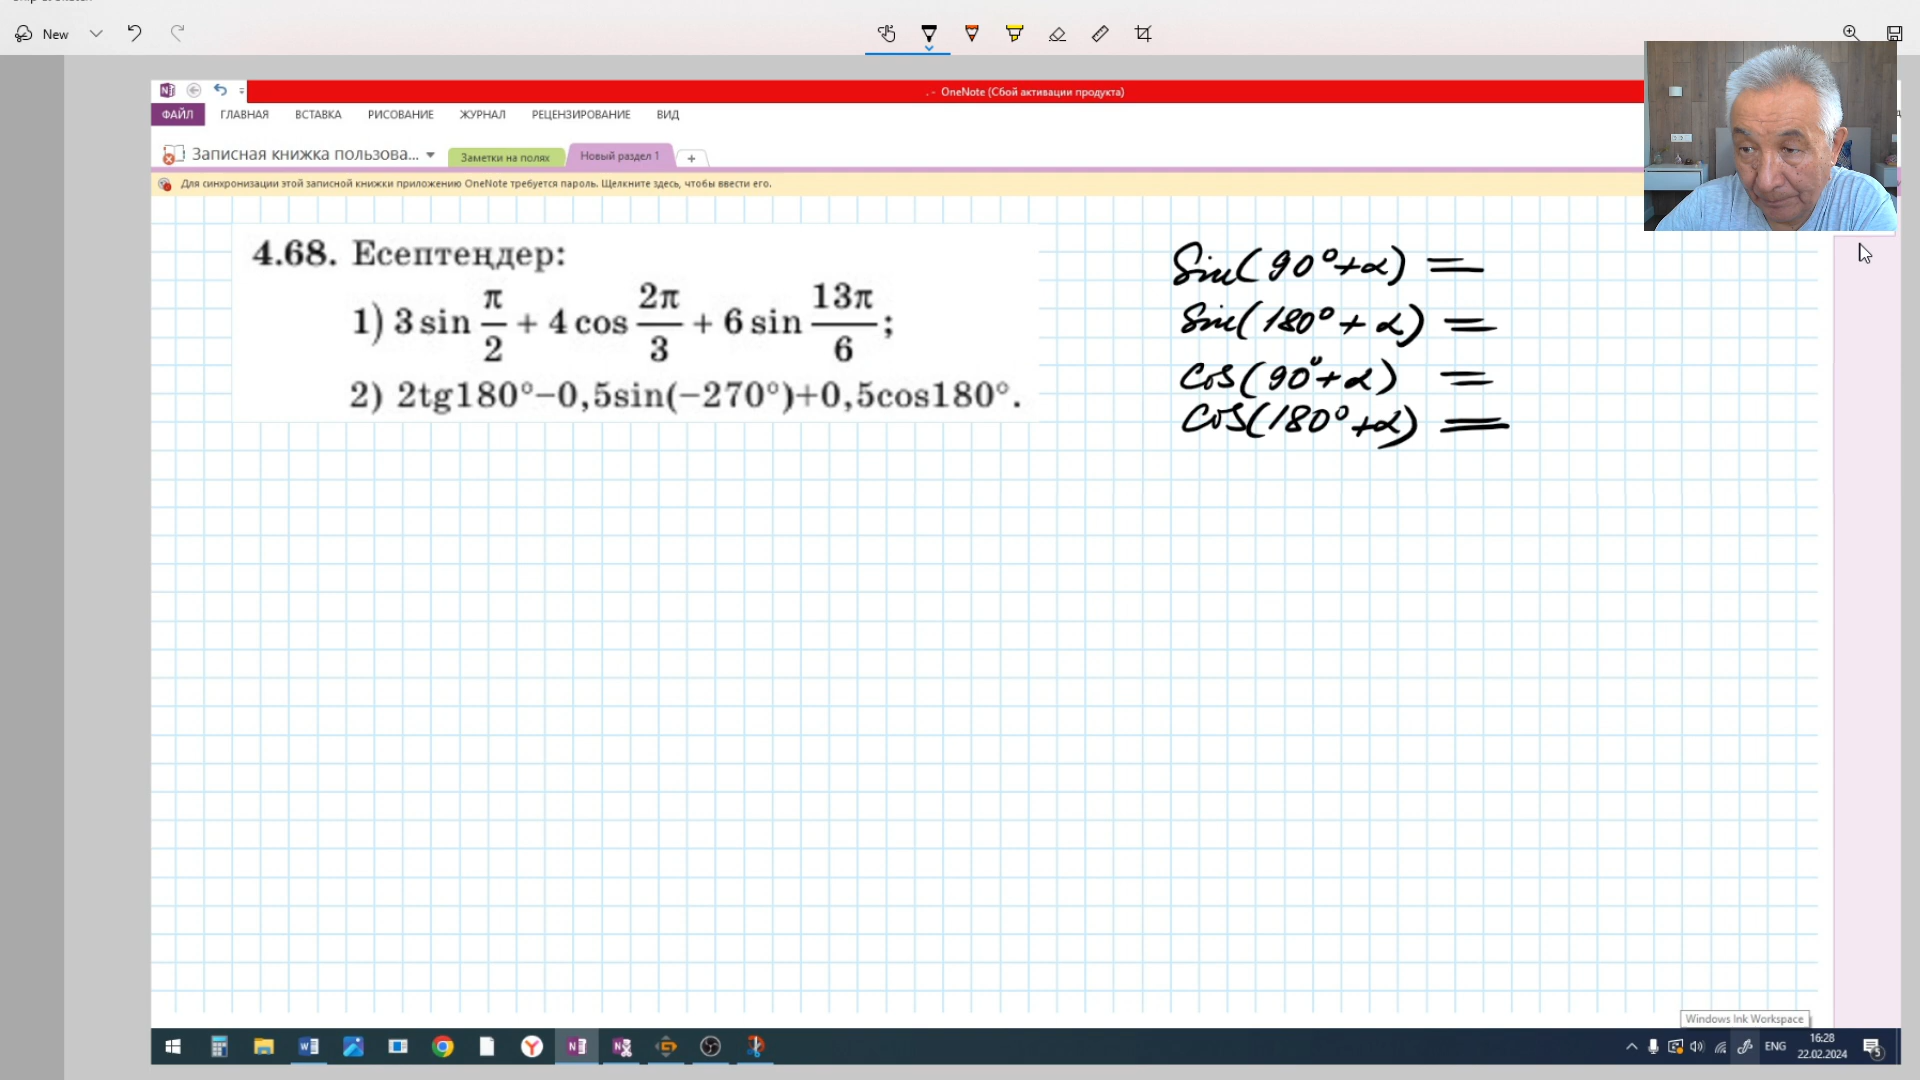 New
. - OneNote (Сбой активации продукта)
ФАЙЛ ГЛАВНАЯ ВСТАВКА РИСОВАНИЕ ЖУРНАЛ РЕЦЕНЗИРОВАНИЕ ВИД
Записная книжка пользова... Заметки на полях Новый раздел 1 +
Для синхронизации этой записной книжки приложению OneNote требуется пароль. Щелкните здесь, чтобы ввести его.
4.68. Есептеңдер:
1) 3 sin π/2 + 4 cos 2π/3 + 6 sin 13π/6;
2) 2tg180°−0,5sin(−270°)+0,5cos180°.
Sin(90°+α) =
Sin(180°+α) =
Cos(90°+α) =
Cos(180°+α) =
Windows Ink Workspace
ENG 16:28
22.02.2024
5